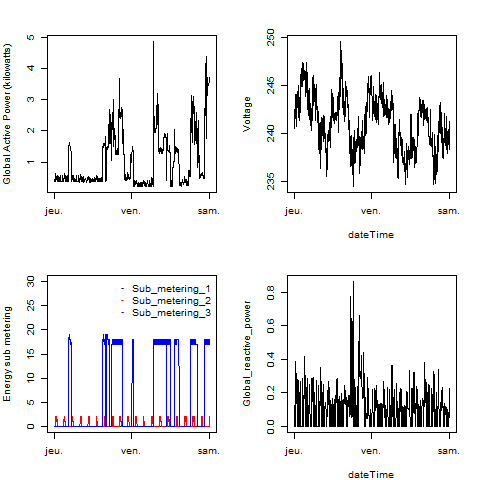 Global Active Power (kilowatts)
1
2
3
4
5
jeu.
ven.
sam.
Voltage
235
240
245
250
jeu.
ven.
sam.
dateTime
Energy sub metering
0
5
10
15
20
25
30
Sub_metering_1
Sub_metering_2
Sub_metering_3
jeu.
ven.
sam.
Global_reactive_power
0.0
0.2
0.4
0.6
0.8
jeu.
ven.
sam.
dateTime